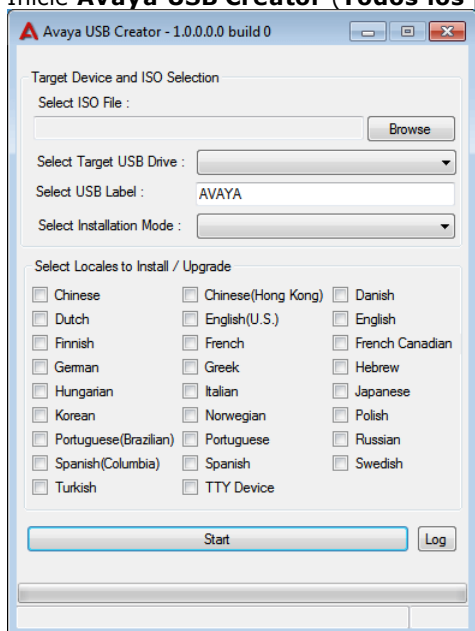 Inicie Avaya USB Creator (Todos los
Avaya USB Creator - 1.0.0.0.0 build 0
Target Device and ISO Selection
Select ISO File :
Browse
Select Target USB Drive :
Select USB Label :
AVAYA
Select Installation Mode :
Select Locales to Install / Upgrade
Chinese Chinese(Hong Kong) Danish
Dutch English(U.S.) English
Finnish French French Canadian
German Greek Hebrew
Hungarian Italian Japanese
Korean Norwegian Polish
Portuguese(Brazilian) Portuguese Russian
Spanish(Columbia) Spanish Swedish
Turkish TTY Device
Start Log